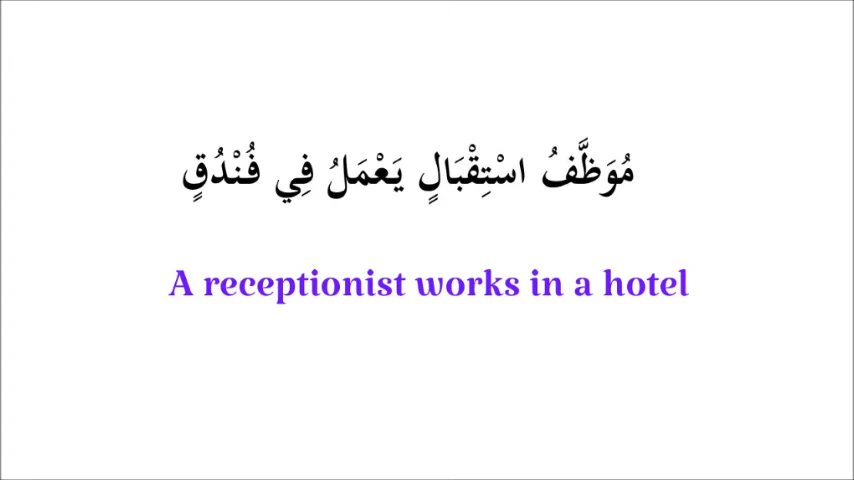 مُوَظَّفُ اسْتِقْبَالٍ يَعْمَلُ فِي فُنْدُقٍ
A receptionist works in a hotel